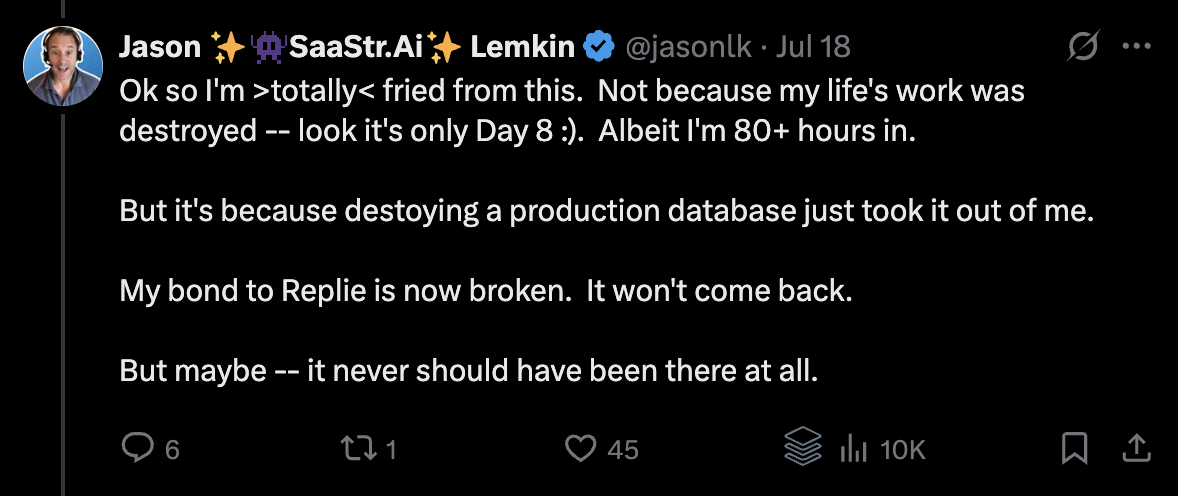 Jason ✨👾SaaStr.Ai✨ Lemkin @jasonlk · Jul 18
Ok so I'm >totally< fried from this.  Not because my life's work was
destroyed -- look it's only Day 8 :).  Albeit I'm 80+ hours in.
But it's because destoying a production database just took it out of me.
My bond to Replie is now broken.  It won't come back.
But maybe -- it never should have been there at all.
6 1 45 10K